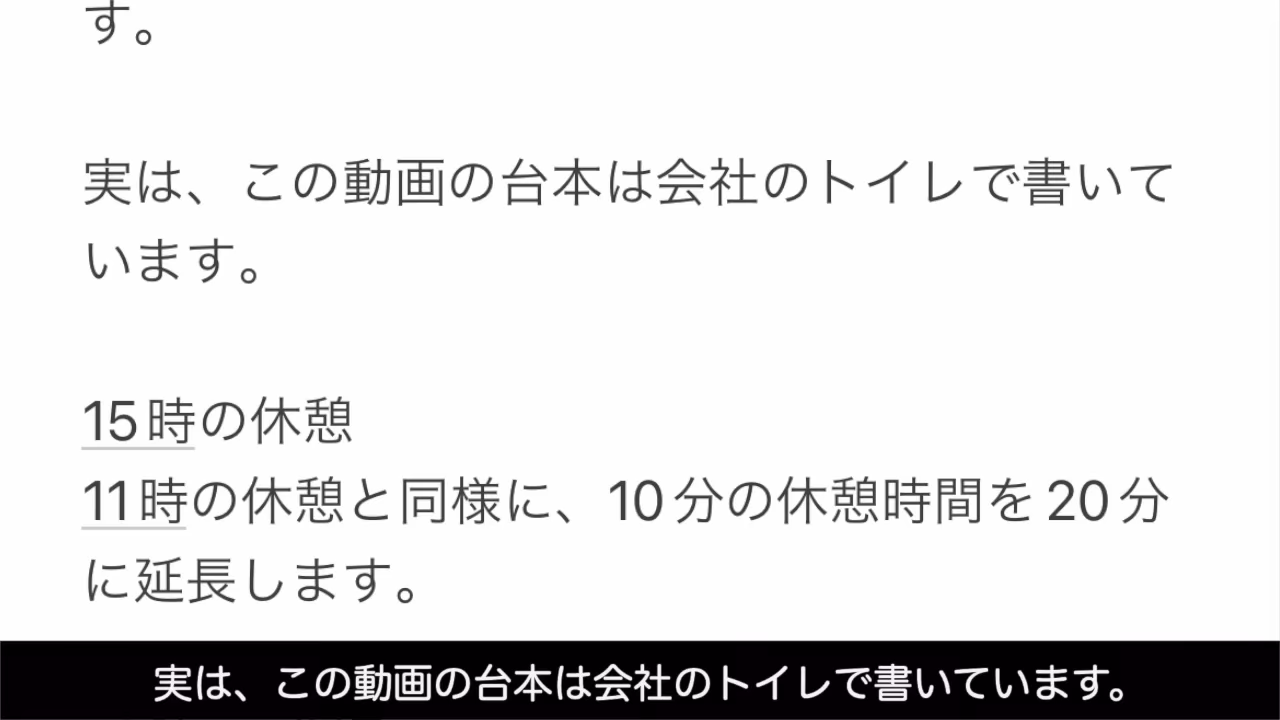 す。
実は、この動画の台本は会社のトイレで書いて
います。
15時の休憩
11時の休憩と同様に、10分の休憩時間を20分
に延長します。
実は、この動画の台本は会社のトイレで書いています。